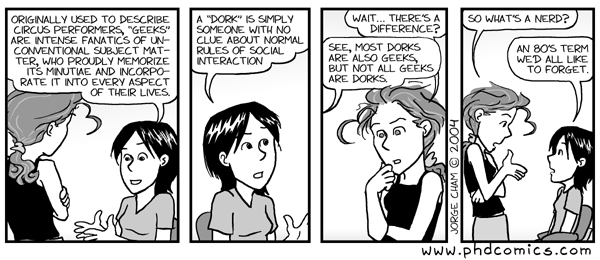 ORIGINALLY USED TO DESCRIBE
CIRCUS PERFORMERS, "GEEKS"
ARE INTENSE FANATICS OF UN-
CONVENTIONAL SUBJECT MAT-
TER, WHO PROUDLY MEMORIZE
ITS MINUTIAE AND INCORPO-
RATE IT INTO EVERY ASPECT
OF THEIR LIVES.
A "DORK" IS SIMPLY
SOMEONE WITH NO
CLUE ABOUT NORMAL
RULES OF SOCIAL
INTERACTION
WAIT... THERE'S A
DIFFERENCE?
SEE, MOST DORKS
ARE ALSO GEEKS,
BUT NOT ALL GEEKS
ARE DORKS.
SO WHAT'S A NERD?
AN 80'S TERM
WE'D ALL LIKE
TO FORGET.
JORGE CHAM © 2004
www.phdcomics.com